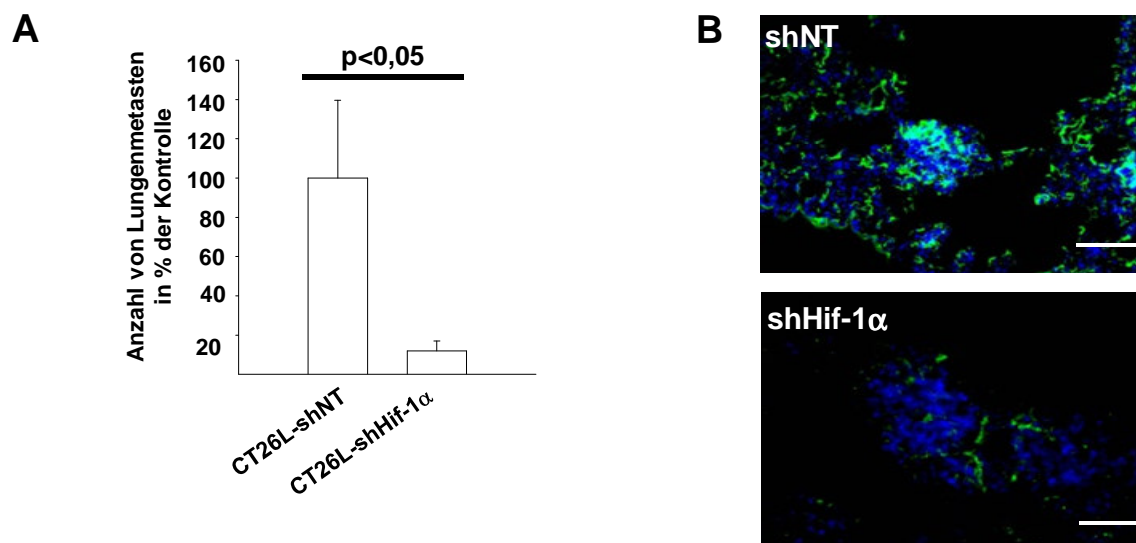 A
p<0,05
Anzahl von Lungenmetasten
in % der Kontrolle
160
140
120
100
80
60
40
20
CT26L-shNT
CT26L-shHif-1α
B
shNT
shHif-1α